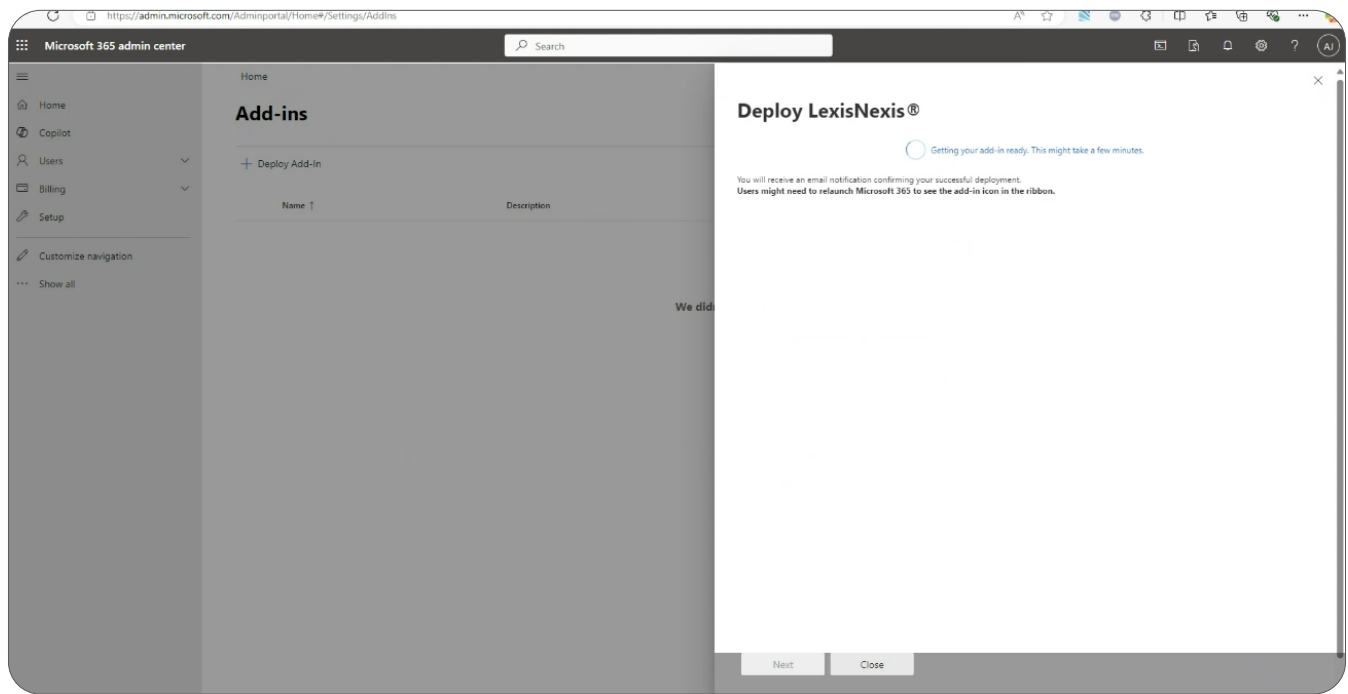 https://admin.microsoft.com/Adminportal/Home#/Settings/AddIns
Microsoft 365 admin center
Search
AJ
Home
Copilot
Users
Billing
Setup
Customize navigation
Show all
Home
Add-ins
+ Deploy Add-In
Name ↑
Description
We didn
Deploy LexisNexis®
Getting your add-in ready. This might take a few minutes.
You will receive an email notification confirming your successful deployment.
Users might need to relaunch Microsoft 365 to see the add-in icon in the ribbon.
Next
Close